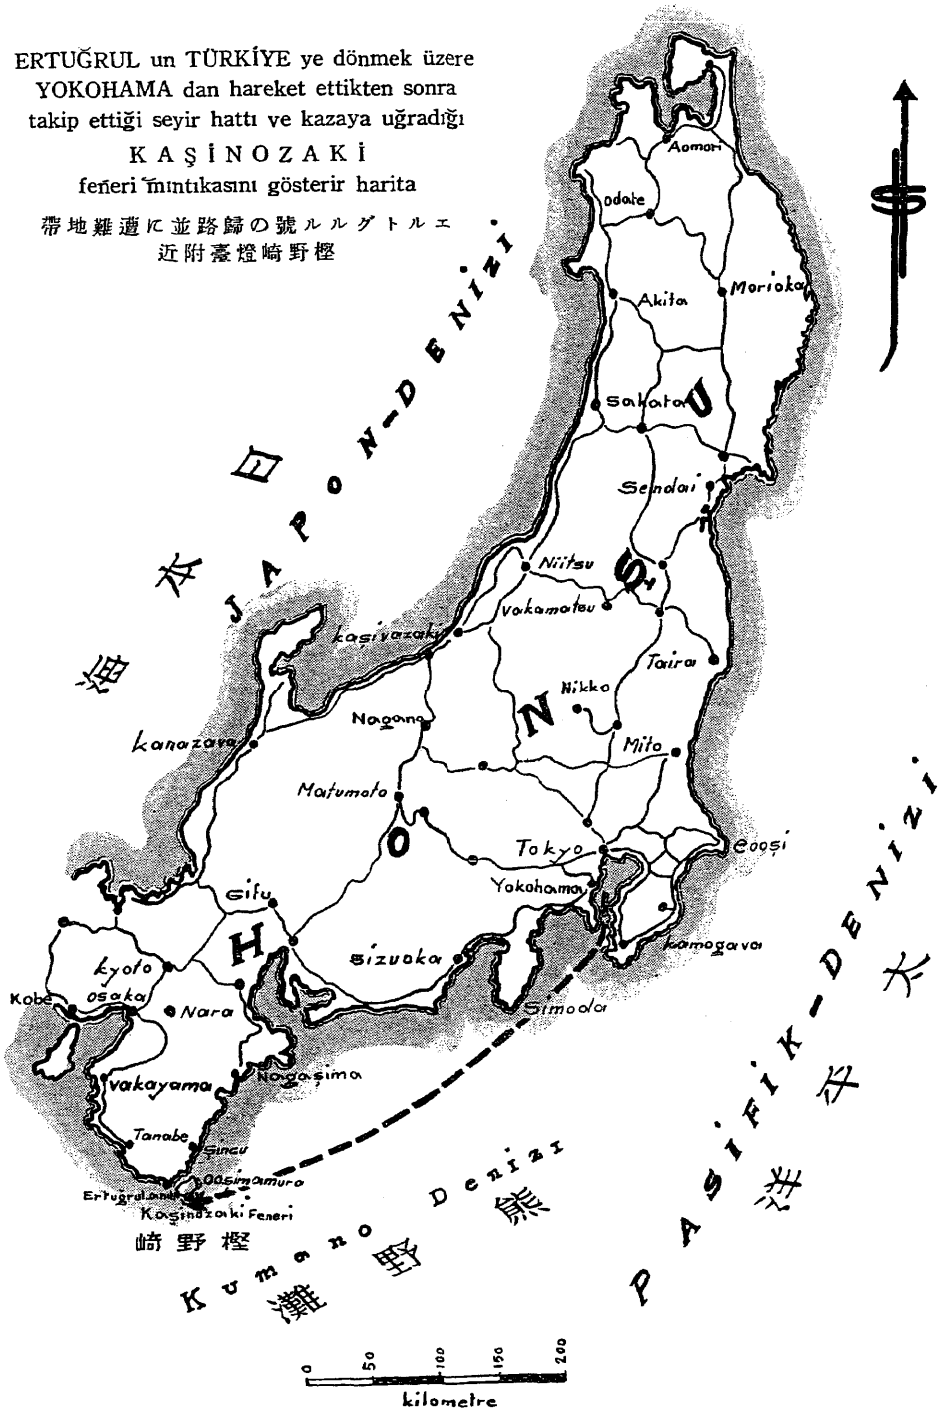 ERTUĞRUL un TÜRKİYE ye dönmek üzere
YOKOHAMA dan hareket ettikten sonra
takip ettiği seyir hattı ve kazaya uğradığı
KAŞİNOZAKİ
feneri mıntıkasını gösterir harita
帶地難遭に並路歸の號ルルグトルエ
近附臺燈崎野樫
JAPON-DENİZİ
日本海
Aomori
Odate
Morioka
Akita
Sakata
Sendai
Niitsu
Vakamatsu
Kaşivazaki
Taira
Nikko
Nagano
Kanazava
Mito
Matumoto
Tokyo
Çooşi
Yokohama
Gifu
HONSU
Kamogava
Sizuoka
Kyoto
Osaka
Kobe
Nara
Simoda
Nagaşima
Vakayama
Tanabe
Şingu
Oosimamura
Kaşinozaki Feneri
崎野樫
Kumano Denizi
熊野灘
PASİFİK-DENİZİ
太平洋
0 50 100 150 200
kilometre